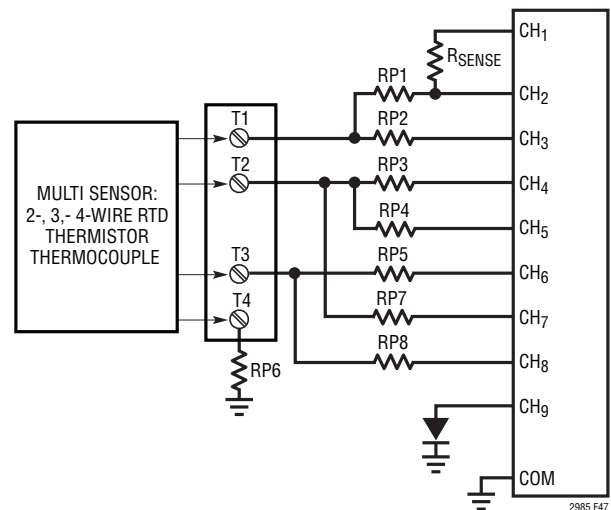 CH1
RSENSE
RP1
CH2
T1
RP2
CH3
T2
RP3
CH4
MULTI SENSOR:
2-, 3,- 4-WIRE RTD
THERMISTOR
THERMOCOUPLE
RP4
CH5
T3
RP5
CH6
T4
RP7
CH7
RP6
RP8
CH8
CH9
COM
2985 F47